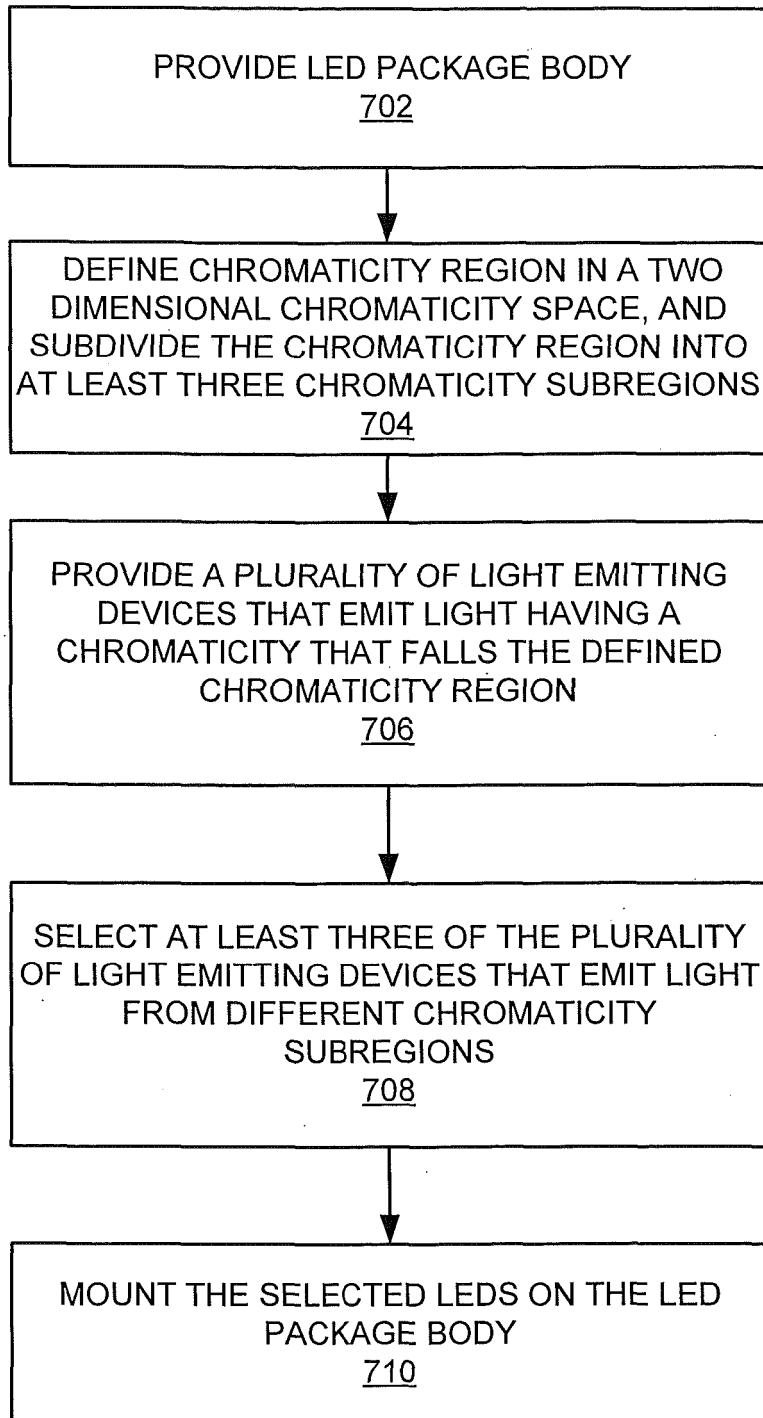 PROVIDE LED PACKAGE BODY
702
DEFINE CHROMATICITY REGION IN A TWO
DIMENSIONAL CHROMATICITY SPACE, AND
SUBDIVIDE THE CHROMATICITY REGION INTO
AT LEAST THREE CHROMATICITY SUBREGIONS
704
PROVIDE A PLURALITY OF LIGHT EMITTING
DEVICES THAT EMIT LIGHT HAVING A
CHROMATICITY THAT FALLS THE DEFINED
CHROMATICITY REGION
706
SELECT AT LEAST THREE OF THE PLURALITY
OF LIGHT EMITTING DEVICES THAT EMIT LIGHT
FROM DIFFERENT CHROMATICITY
SUBREGIONS
708
MOUNT THE SELECTED LEDS ON THE LED
PACKAGE BODY
710